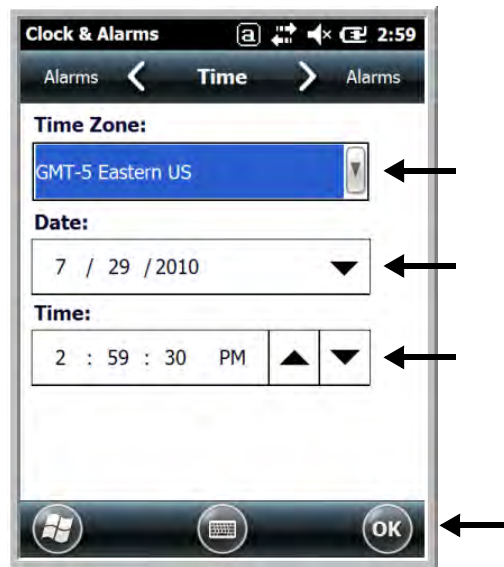 Clock & Alarms a 2:59
Alarms Time Alarms
Time Zone:
GMT-5 Eastern US
Date:
7 / 29 / 2010
Time:
2 : 59 : 30 PM
OK